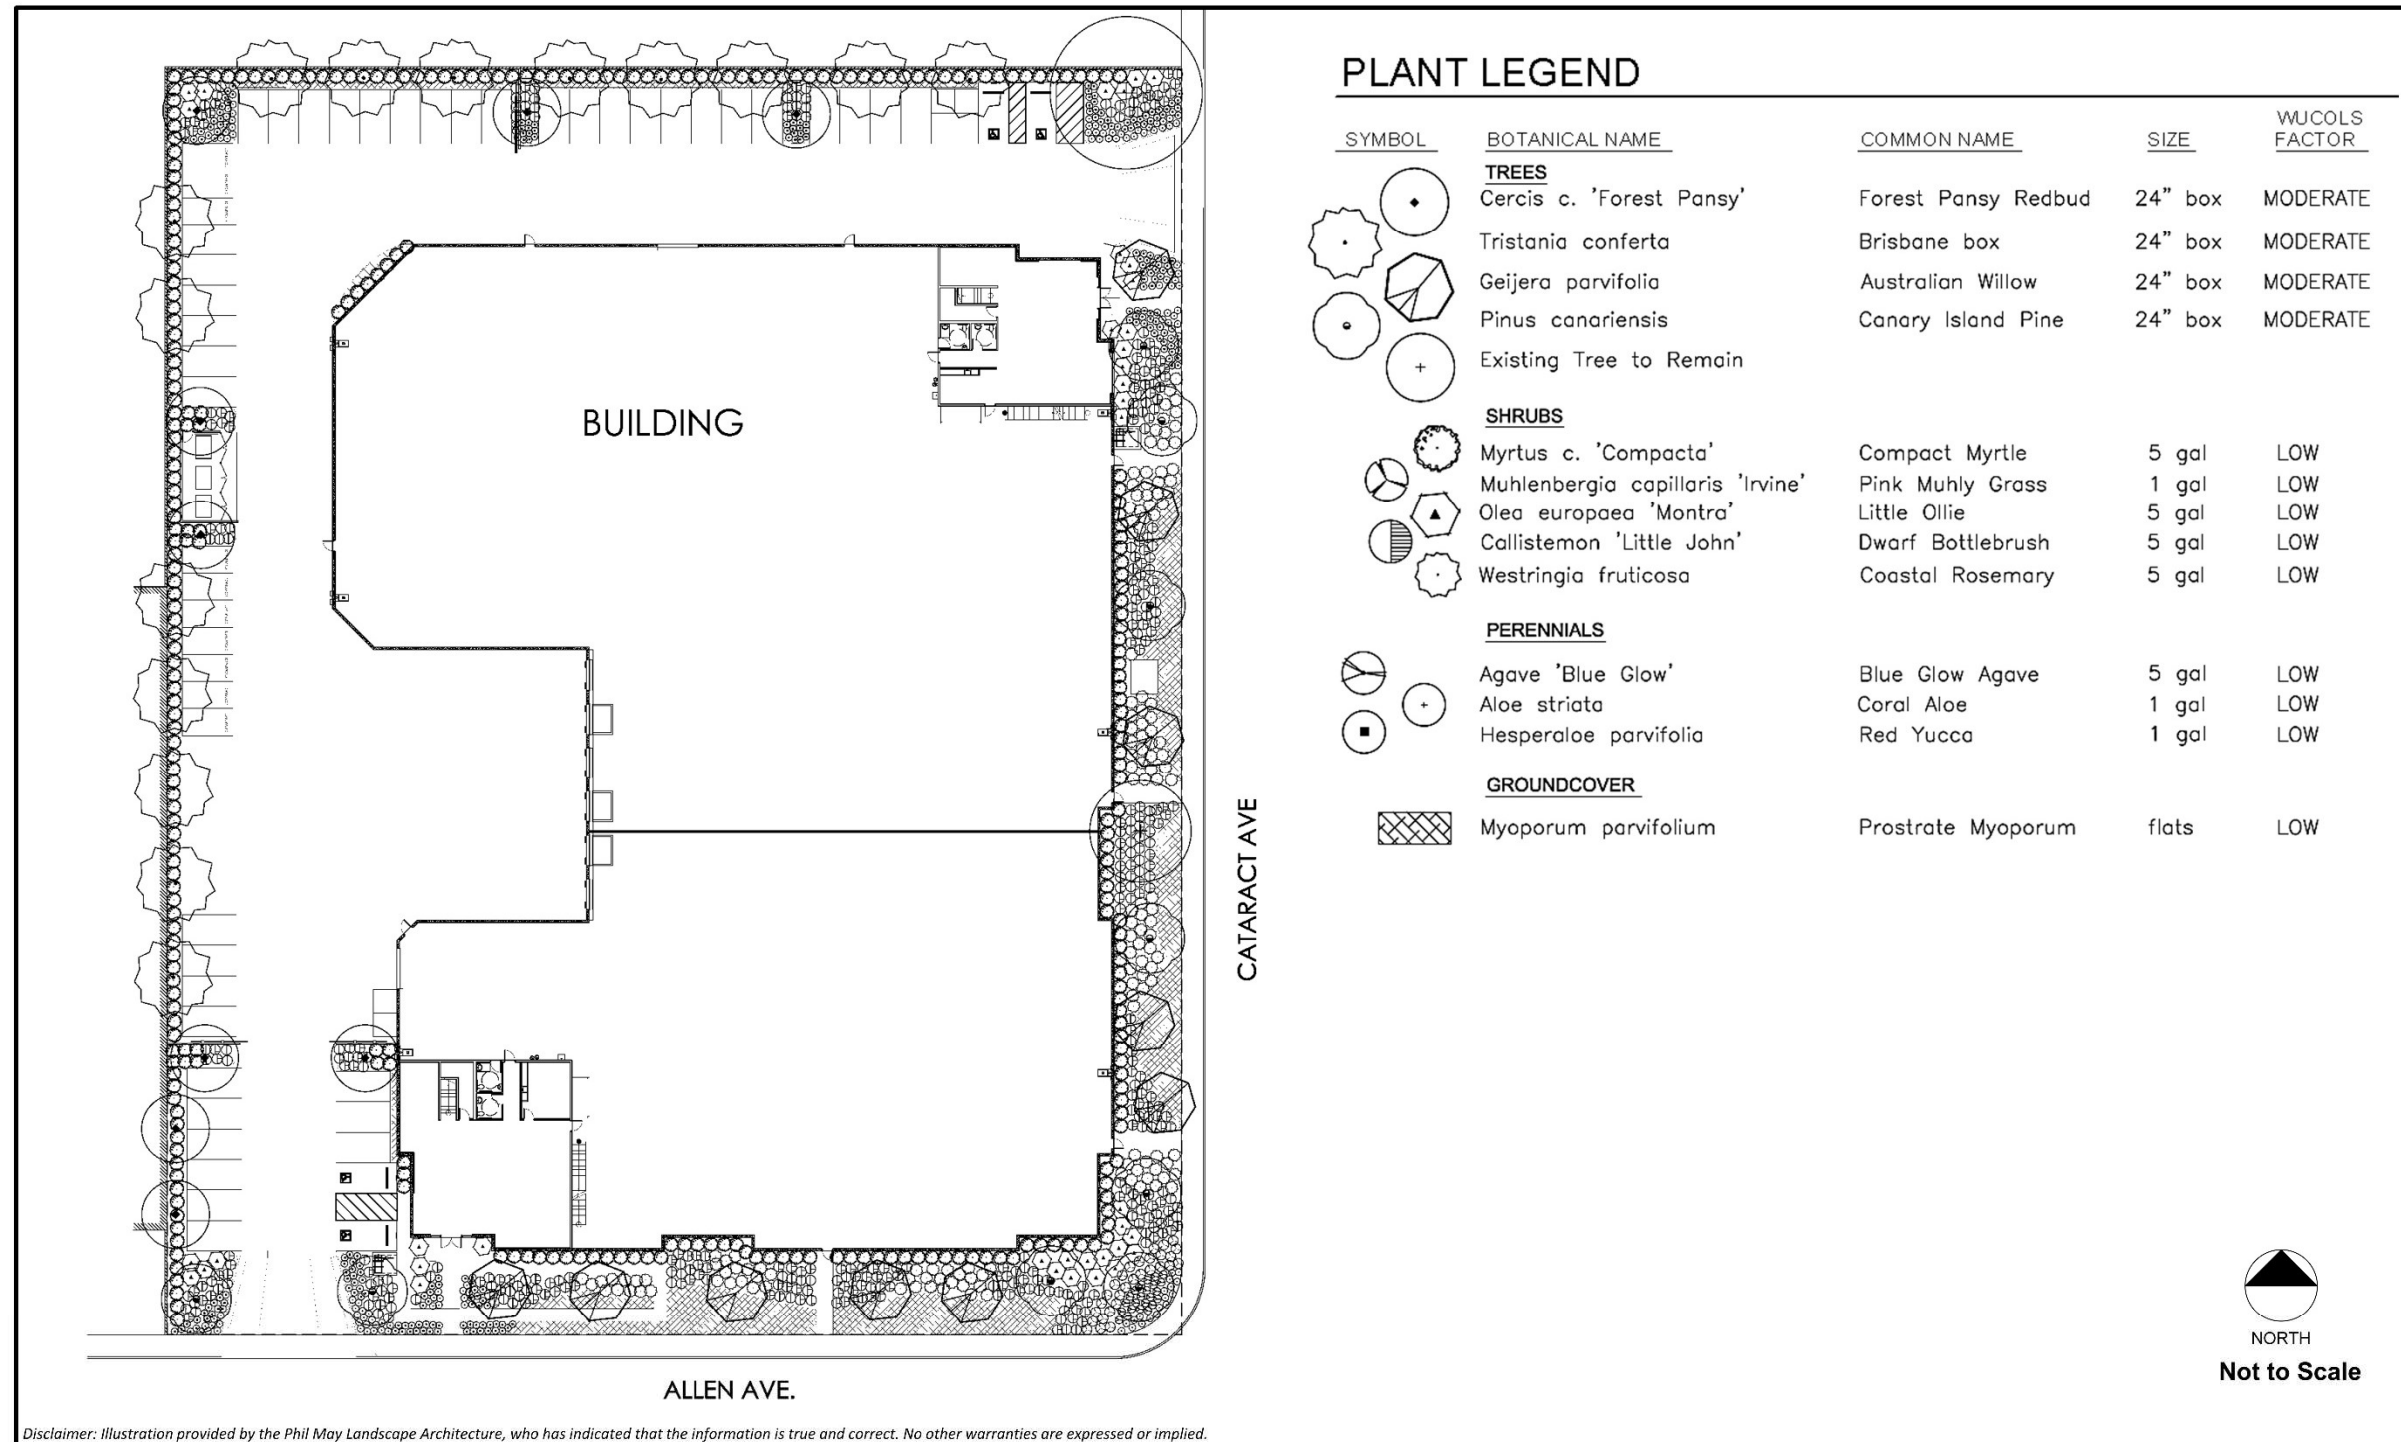 PLANT LEGEND
SYMBOL BOTANICAL NAME COMMON NAME SIZE WUCOLS FACTOR
TREES
Cercis c. 'Forest Pansy' Forest Pansy Redbud 24" box MODERATE
Tristania conferta Brisbane box 24" box MODERATE
Geijera parvifolia Australian Willow 24" box MODERATE
Pinus canariensis Canary Island Pine 24" box MODERATE
Existing Tree to Remain
SHRUBS
Myrtus c. 'Compacta' Compact Myrtle 5 gal LOW
Muhlenbergia capillaris 'Irvine' Pink Muhly Grass 1 gal LOW
Olea europaea 'Montra' Little Ollie 5 gal LOW
Callistemon 'Little John' Dwarf Bottlebrush 5 gal LOW
Westringia fruticosa Coastal Rosemary 5 gal LOW
PERENNIALS
Agave 'Blue Glow' Blue Glow Agave 5 gal LOW
Aloe striata Coral Aloe 1 gal LOW
Hesperaloe parvifolia Red Yucca 1 gal LOW
GROUNDCOVER
Myoporum parvifolium Prostrate Myoporum flats LOW
BUILDING
CATARACT AVE
ALLEN AVE.
NORTH
Not to Scale
Disclaimer: Illustration provided by the Phil May Landscape Architecture, who has indicated that the information is true and correct. No other warranties are expressed or implied.